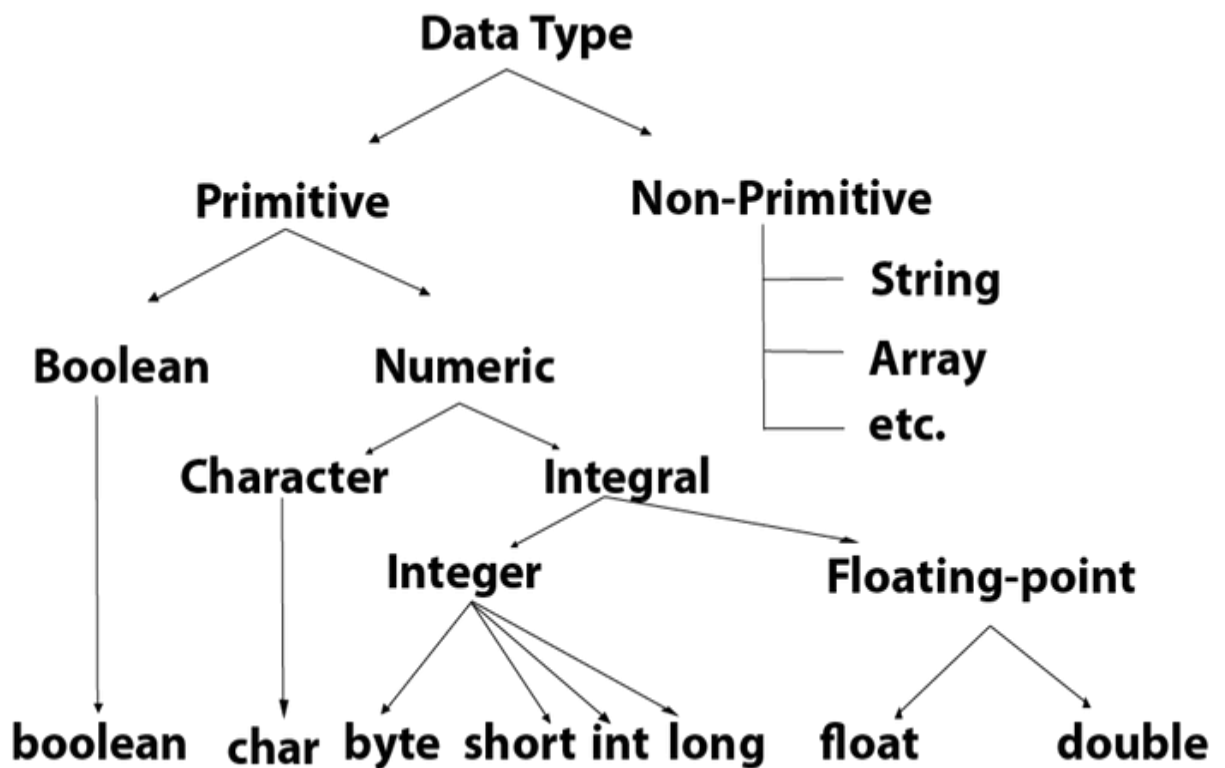 Data Type
Primitive
Non-Primitive
String
Array
etc.
Boolean
Numeric
Character
Integral
Integer
Floating-point
boolean
char
byte
short
int
long
float
double